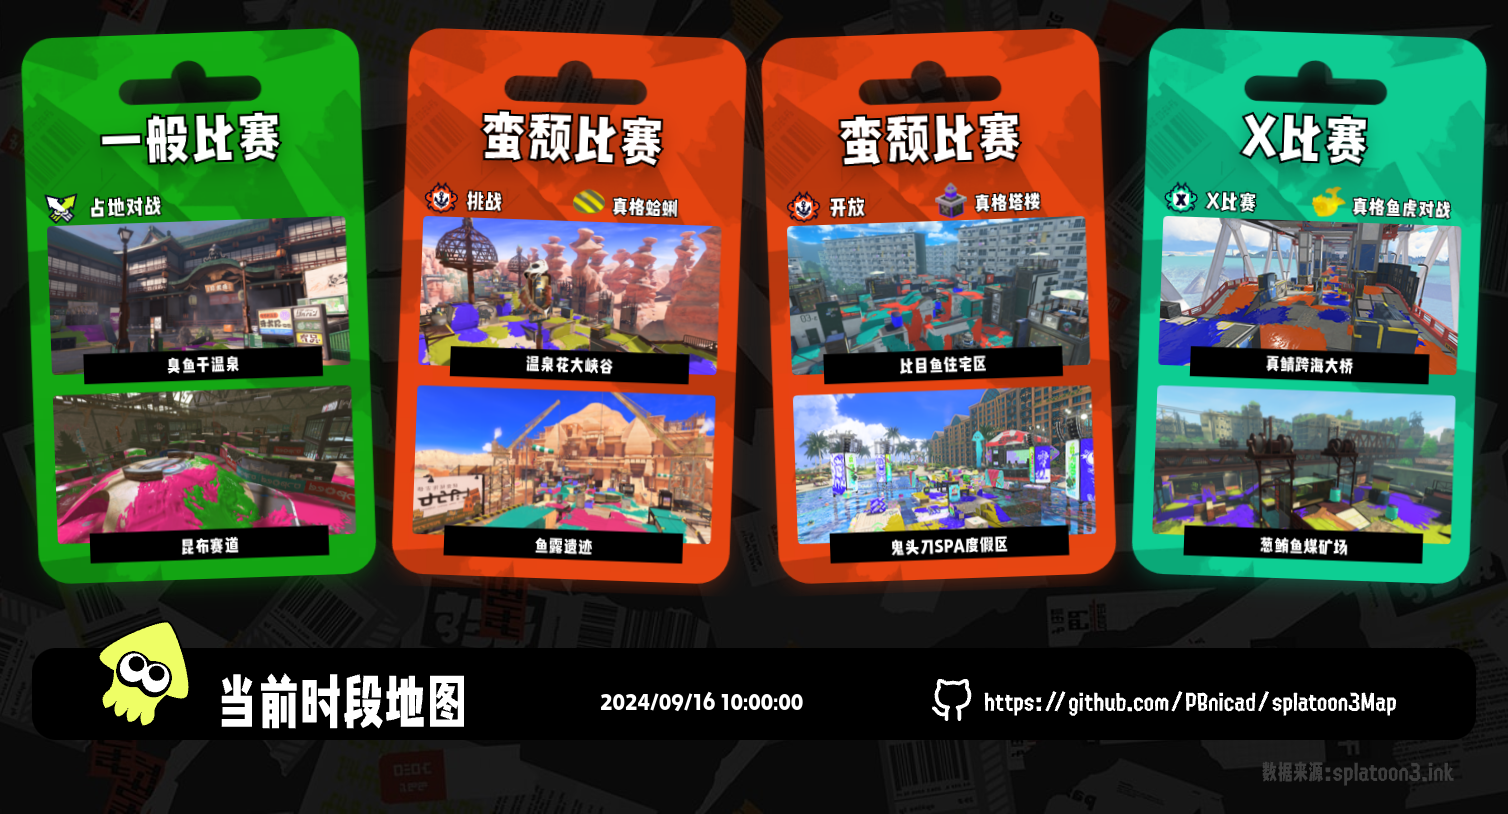 一般比赛
占地对战
臭鱼干温泉
昆布赛道
蛮颓比赛
挑战
真格蛤蜊
温泉花大峡谷
鱼露遗迹
蛮颓比赛
开放
真格塔楼
比目鱼住宅区
鬼头刀SPA度假区
X比赛
X比赛
真格鱼虎对战
真鲭跨海大桥
葱鲔鱼煤矿场
当前时段地图
2024/09/16 10:00:00
https://github.com/PBnicad/splatoon3Map
数据来源:splatoon3.ink